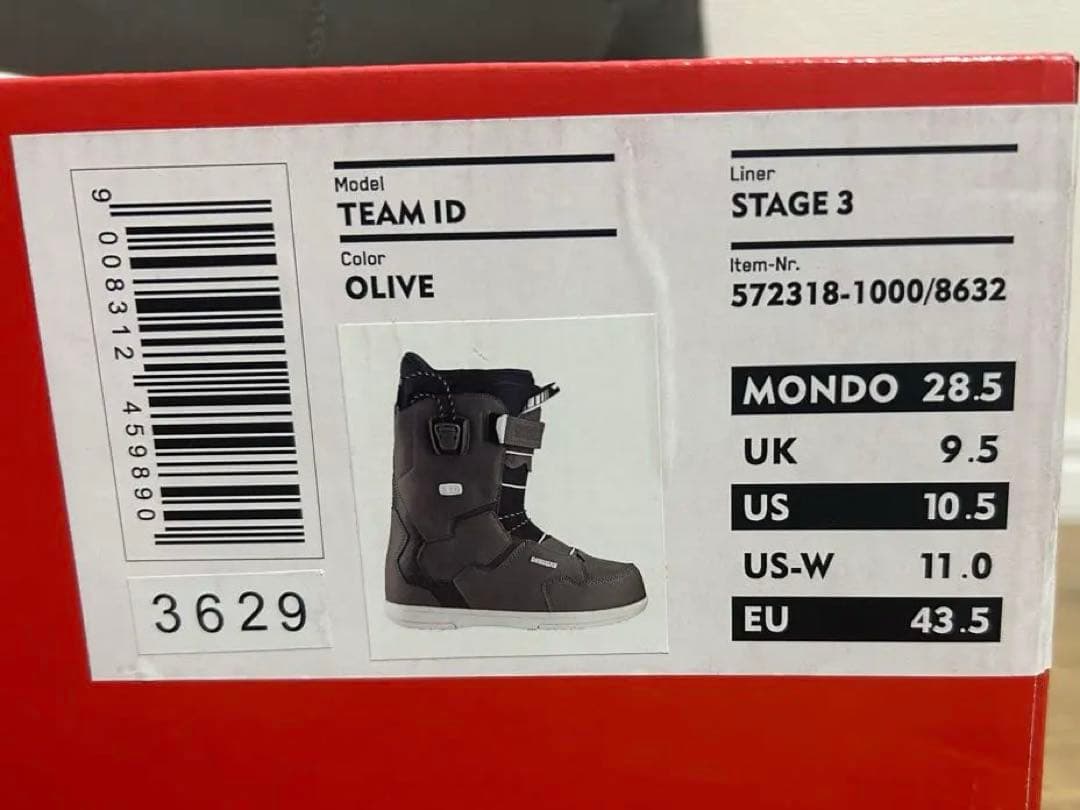 9 008312 459890
3629
Model
TEAM ID
Color
OLIVE
Liner
STAGE 3
Item-Nr.
572318-1000/8632
MONDO 28.5
UK 9.5
US 10.5
US-W 11.0
EU 43.5